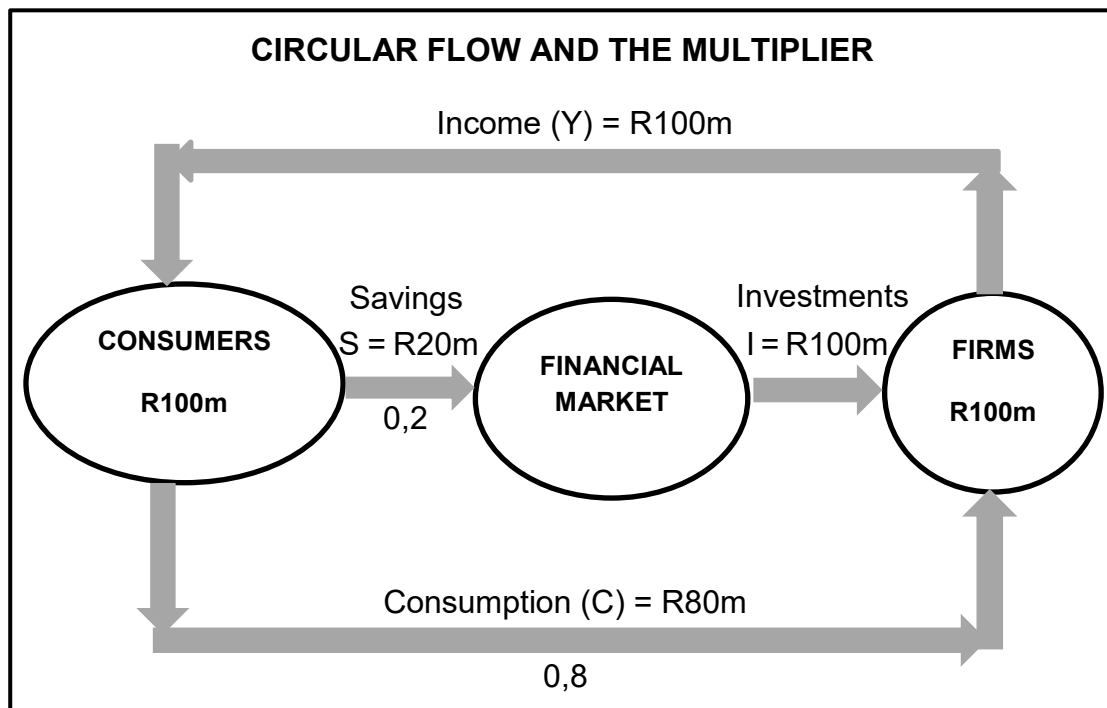 CIRCULAR FLOW AND THE MULTIPLIER
Income (Y) = R100m
CONSUMERS
R100m
Savings
S = R20m
0,2
FINANCIAL
MARKET
Investments
I = R100m
FIRMS
R100m
Consumption (C) = R80m
0,8